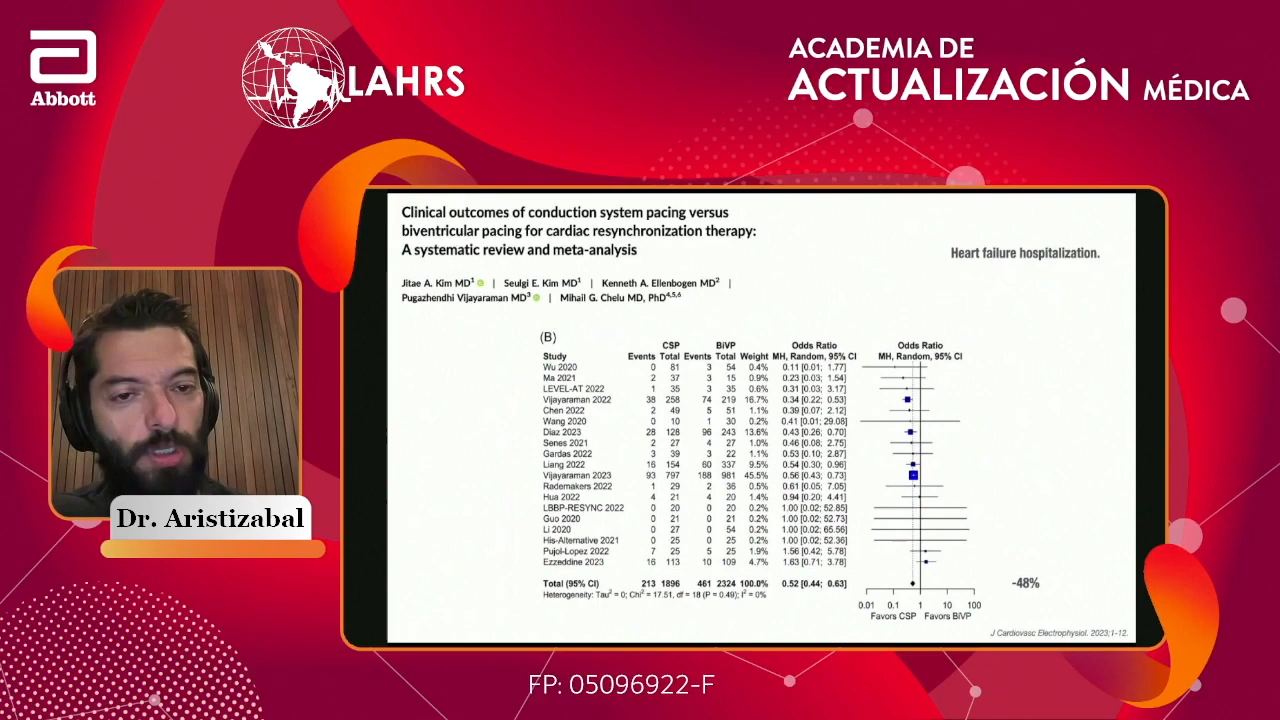 Abbott
LAHRS
ACADEMIA DE
ACTUALIZACIÓN MÉDICA
Clinical outcomes of conduction system pacing versus
biventricular pacing for cardiac resynchronization therapy:
A systematic review and meta-analysis
Heart failure hospitalization.
Jitae A. Kim MD1 | Seulgi E. Kim MD1 | Kenneth A. Ellenbogen MD2 |
Pugazhendhi Vijayaraman MD3 | Mihail G. Chelu MD, PhD4,5,6
(B)
CSP BiVP Odds Ratio Odds Ratio
Study Events Total Events Total Weight MH, Random, 95% CI MH, Random, 95% CI
Wu 2020 0 81 3 54 0.4% 0.11 [0.01; 1.77]
Ma 2021 2 37 3 15 0.9% 0.23 [0.03; 1.54]
LEVEL-AT 2022 1 35 3 35 0.6% 0.31 [0.03; 3.17]
Vijayaraman 2022 38 258 74 219 16.7% 0.34 [0.22; 0.53]
Chen 2022 2 49 5 51 1.1% 0.39 [0.07; 2.12]
Wang 2020 0 10 1 30 0.2% 0.41 [0.01; 29.08]
Diaz 2023 28 128 96 243 13.6% 0.43 [0.26; 0.70]
Senes 2021 2 27 4 27 1.0% 0.46 [0.08; 2.75]
Gardas 2022 3 39 3 22 1.1% 0.53 [0.10; 2.87]
Liang 2022 16 154 60 337 9.5% 0.54 [0.30; 0.96]
Vijayaraman 2023 93 797 188 981 45.5% 0.56 [0.43; 0.73]
Rademakers 2022 1 29 2 36 0.6% 0.61 [0.05; 7.05]
Hua 2022 4 21 4 20 1.4% 0.94 [0.20; 4.41]
LBBP-RESYNC 2022 0 20 0 20 0.2% 1.00 [0.02; 52.85]
Guo 2020 0 21 0 21 0.2% 1.00 [0.02; 52.73]
Li 2020 0 27 0 54 0.2% 1.00 [0.02; 65.56]
His-Alternative 2021 0 25 0 25 0.2% 1.00 [0.02; 52.36]
Pujol-Lopez 2022 7 25 5 25 1.9% 1.56 [0.42; 5.78]
Ezzeddine 2023 16 113 10 109 4.7% 1.63 [0.71; 3.78]
Total (95% CI) 213 1896 461 2324 100.0% 0.52 [0.44; 0.63]
-48%
Heterogeneity: Tau2 = 0; Chi2 = 17.51, df = 18 (P = 0.49); I2 = 0%
0.01 0.1 1 10 100
Favors CSP Favors BiVP
J Cardiovasc Electrophysiol. 2023;1-12.
Dr. Aristizabal
FP: 05096922-F